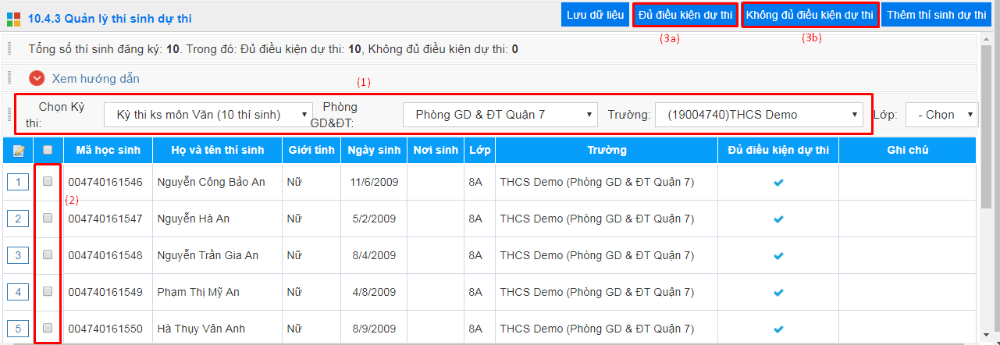 10.4.3 Quản lý thí sinh dự thi
Lưu dữ liệu Đủ điều kiện dự thi Không đủ điều kiện dự thi Thêm thí sinh dự thi
(3a) (3b)
Tổng số thí sinh đăng ký: 10. Trong đó: Đủ điều kiện dự thi: 10, Không đủ điều kiện dự thi: 0
Xem hướng dẫn
(1)
Chọn Kỳ thi: Kỳ thi ks môn Văn (10 thí sinh) Phòng GD&ĐT: Phòng GD & ĐT Quận 7 Trường: (19004740)THCS Demo Lớp: - Chọn
Mã học sinh Họ và tên thí sinh Giới tính Ngày sinh Nơi sinh Lớp Trường Đủ điều kiện dự thi Ghi chú
1 004740161546 Nguyễn Công Bảo An Nữ 11/6/2009 8A THCS Demo (Phòng GD & ĐT Quận 7)
(2)
2 004740161547 Nguyễn Hà An Nữ 5/2/2009 8A THCS Demo (Phòng GD & ĐT Quận 7)
3 004740161548 Nguyễn Trần Gia An Nữ 8/4/2009 8A THCS Demo (Phòng GD & ĐT Quận 7)
4 004740161549 Phạm Thị Mỹ An Nữ 4/8/2009 8A THCS Demo (Phòng GD & ĐT Quận 7)
5 004740161550 Hà Thụy Vân Anh Nữ 8/9/2009 8A THCS Demo (Phòng GD & ĐT Quận 7)